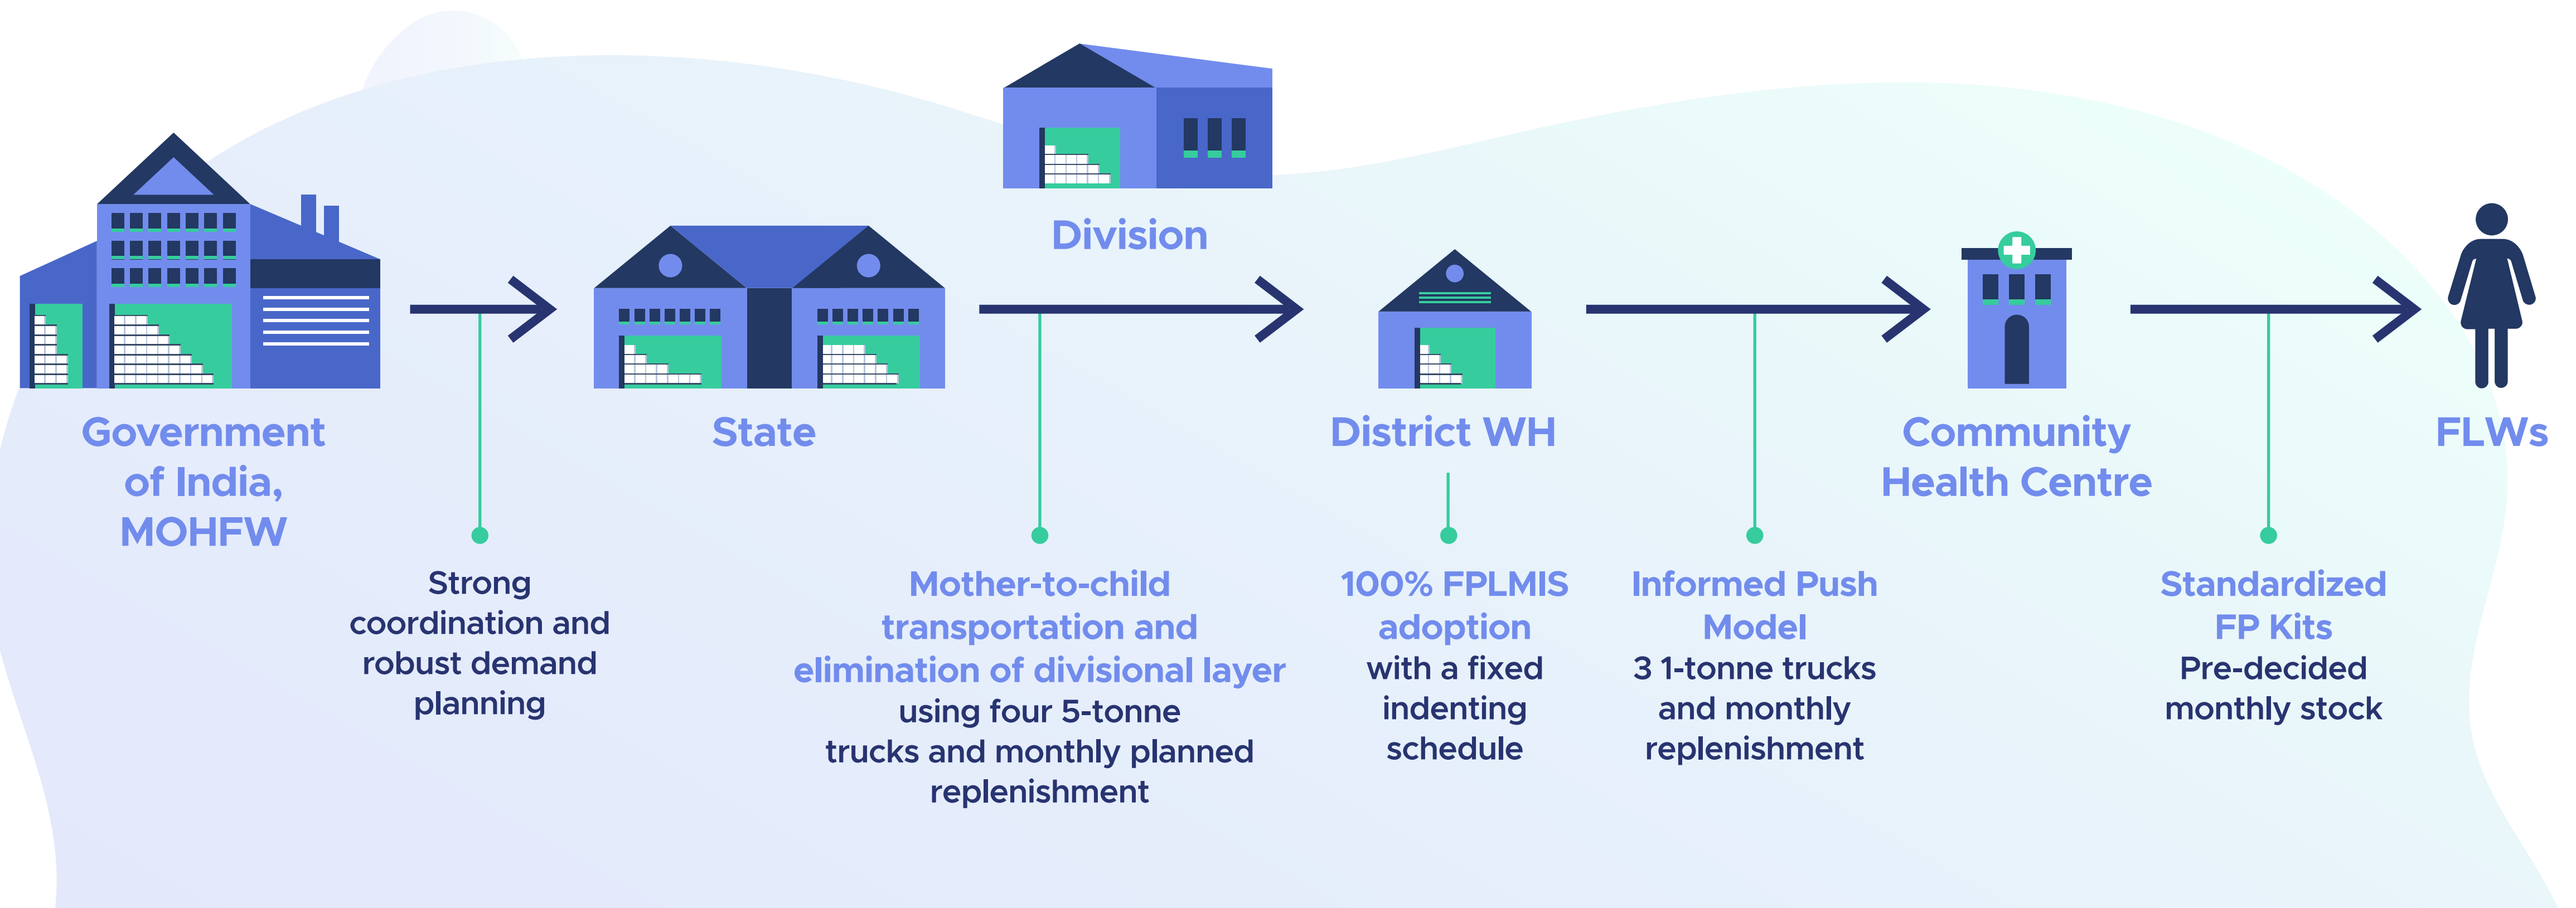 Government
of India,
MOHFW
State
Division
District WH
Community
Health Centre
FLWs
Strong
coordination and
robust demand
planning
Mother-to-child
transportation and
elimination of divisional layer
using four 5-tonne
trucks and monthly planned
replenishment
100% FPLMIS
adoption
with a fixed
indenting
schedule
Informed Push
Model
3 1-tonne trucks
and monthly
replenishment
Standardized
FP Kits
Pre-decided
monthly stock